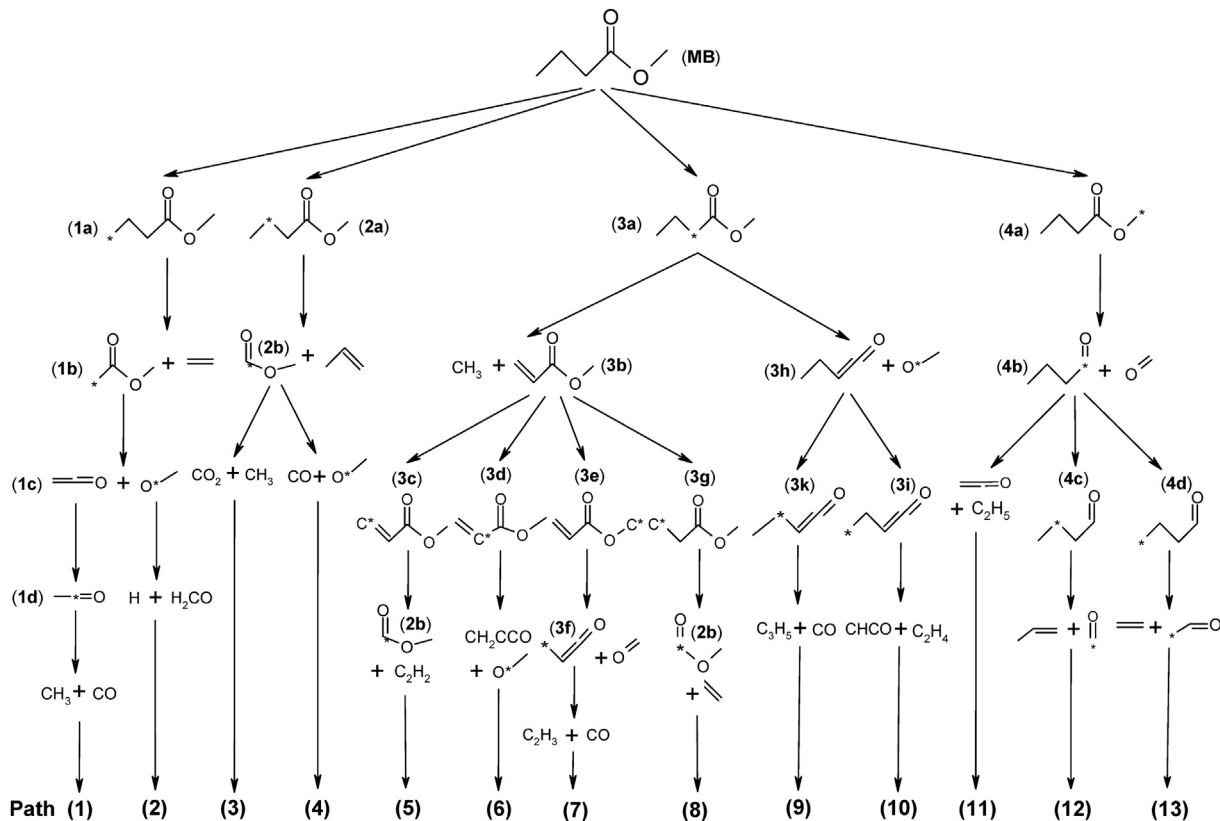 O
(MB)
O
O
O O O O
(1a) (2a) (3a) (4a)
* * * *
O O O O
O O O O
(1b) + (2b) + CH3 + (3b) (3h) + O* (4b) * + O
* O * O O
CO2 + CH3 CO + O* (3c) (3d) (3e) (3g) (3k) (3i) O (4c) (4d)
(1c) O + O* + C2H5
C* O O O C* C* O * O * O * O * O
O C* O O O
(1d) * O H + H2CO O (2b) CH2CCO (3f) O O (2b) C3H5 + CO CHCO + C2H4 + O + O
* O + O* * + O * O * *
+ C2H2 +
CH3 + CO C2H3 + CO
Path (1) (2) (3) (4) (5) (6) (7) (8) (9) (10) (11) (12) (13)